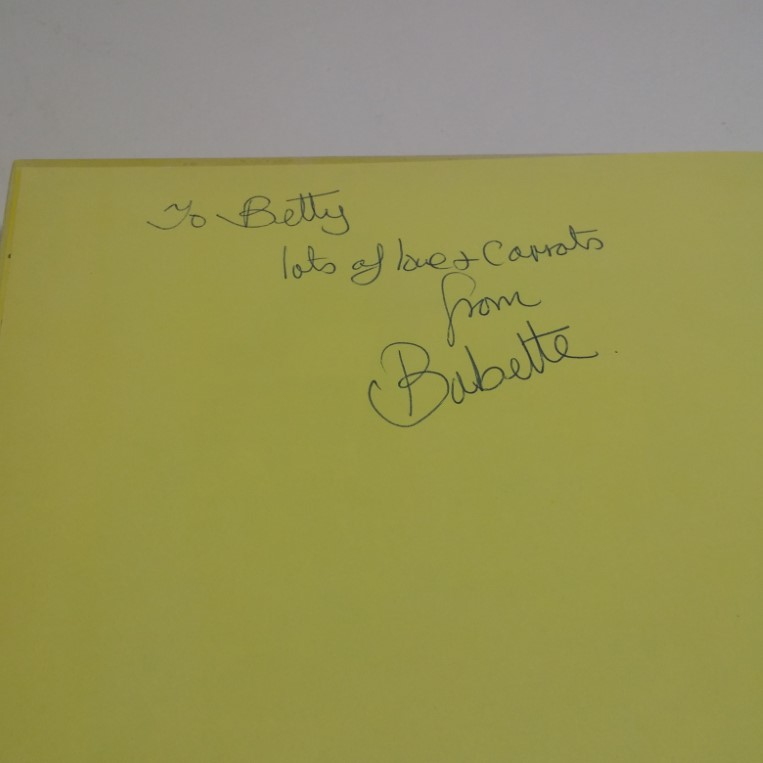 To Betty
lots of love + Carrots
from
Babette.